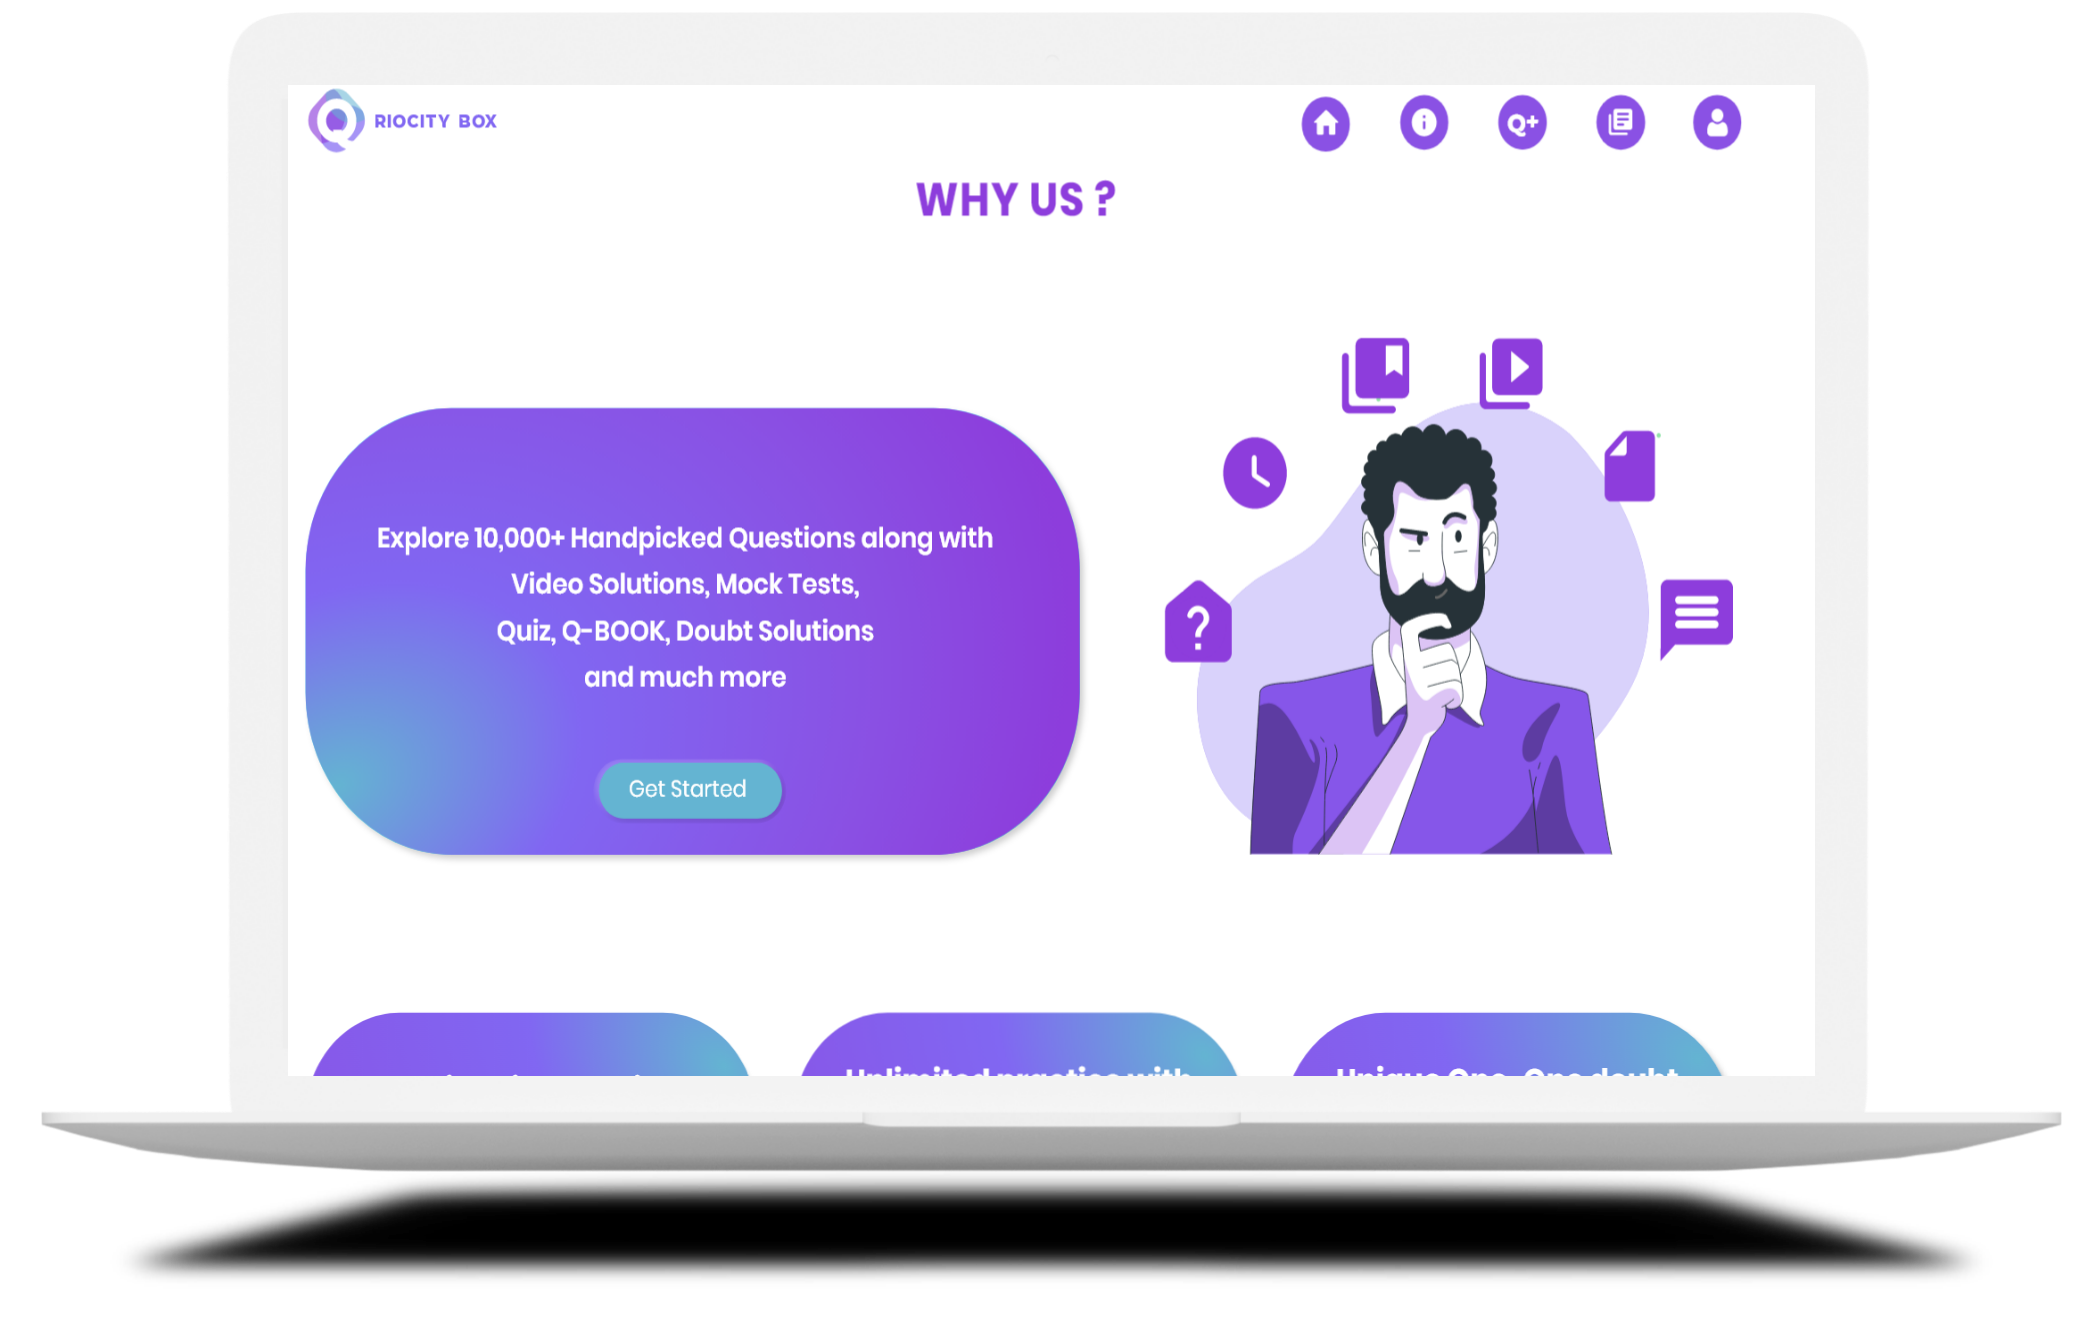 RIOCITY BOX
Q+
WHY US ?
Explore 10,000+ Handpicked Questions along with
Video Solutions, Mock Tests,
Quiz, Q-BOOK, Doubt Solutions
and much more
Get Started
?
Unlimited practice with
Unique One-One doubt